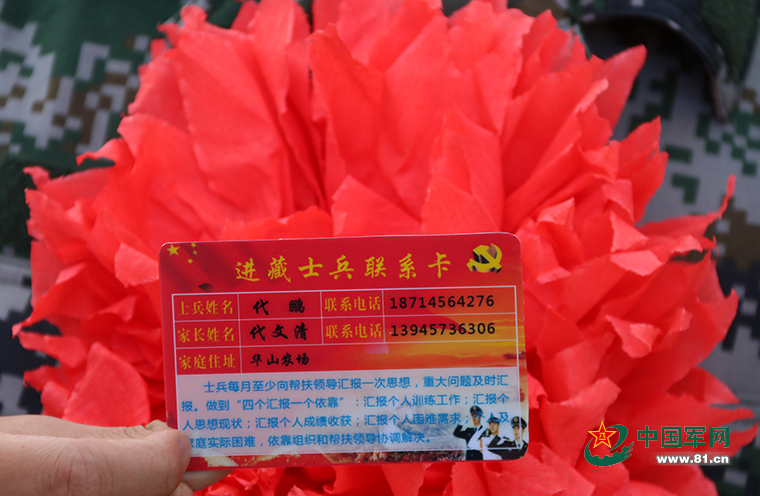 进藏士兵联系卡
士兵姓名 代 鹏 联系电话 18714564276
家长姓名 代文清 联系电话 13945736306
家庭住址 华山农场
士兵每月至少向帮扶领导汇报一次思想，重大问题及时汇
报。做到“四个汇报一个依靠”：汇报个人训练工作；汇报个
人思想现状；汇报个人成绩收获；汇报个人困难需求； 人及
家庭实际困难，依靠组织和帮扶领导协调解决。
中国军网
www.81.cn